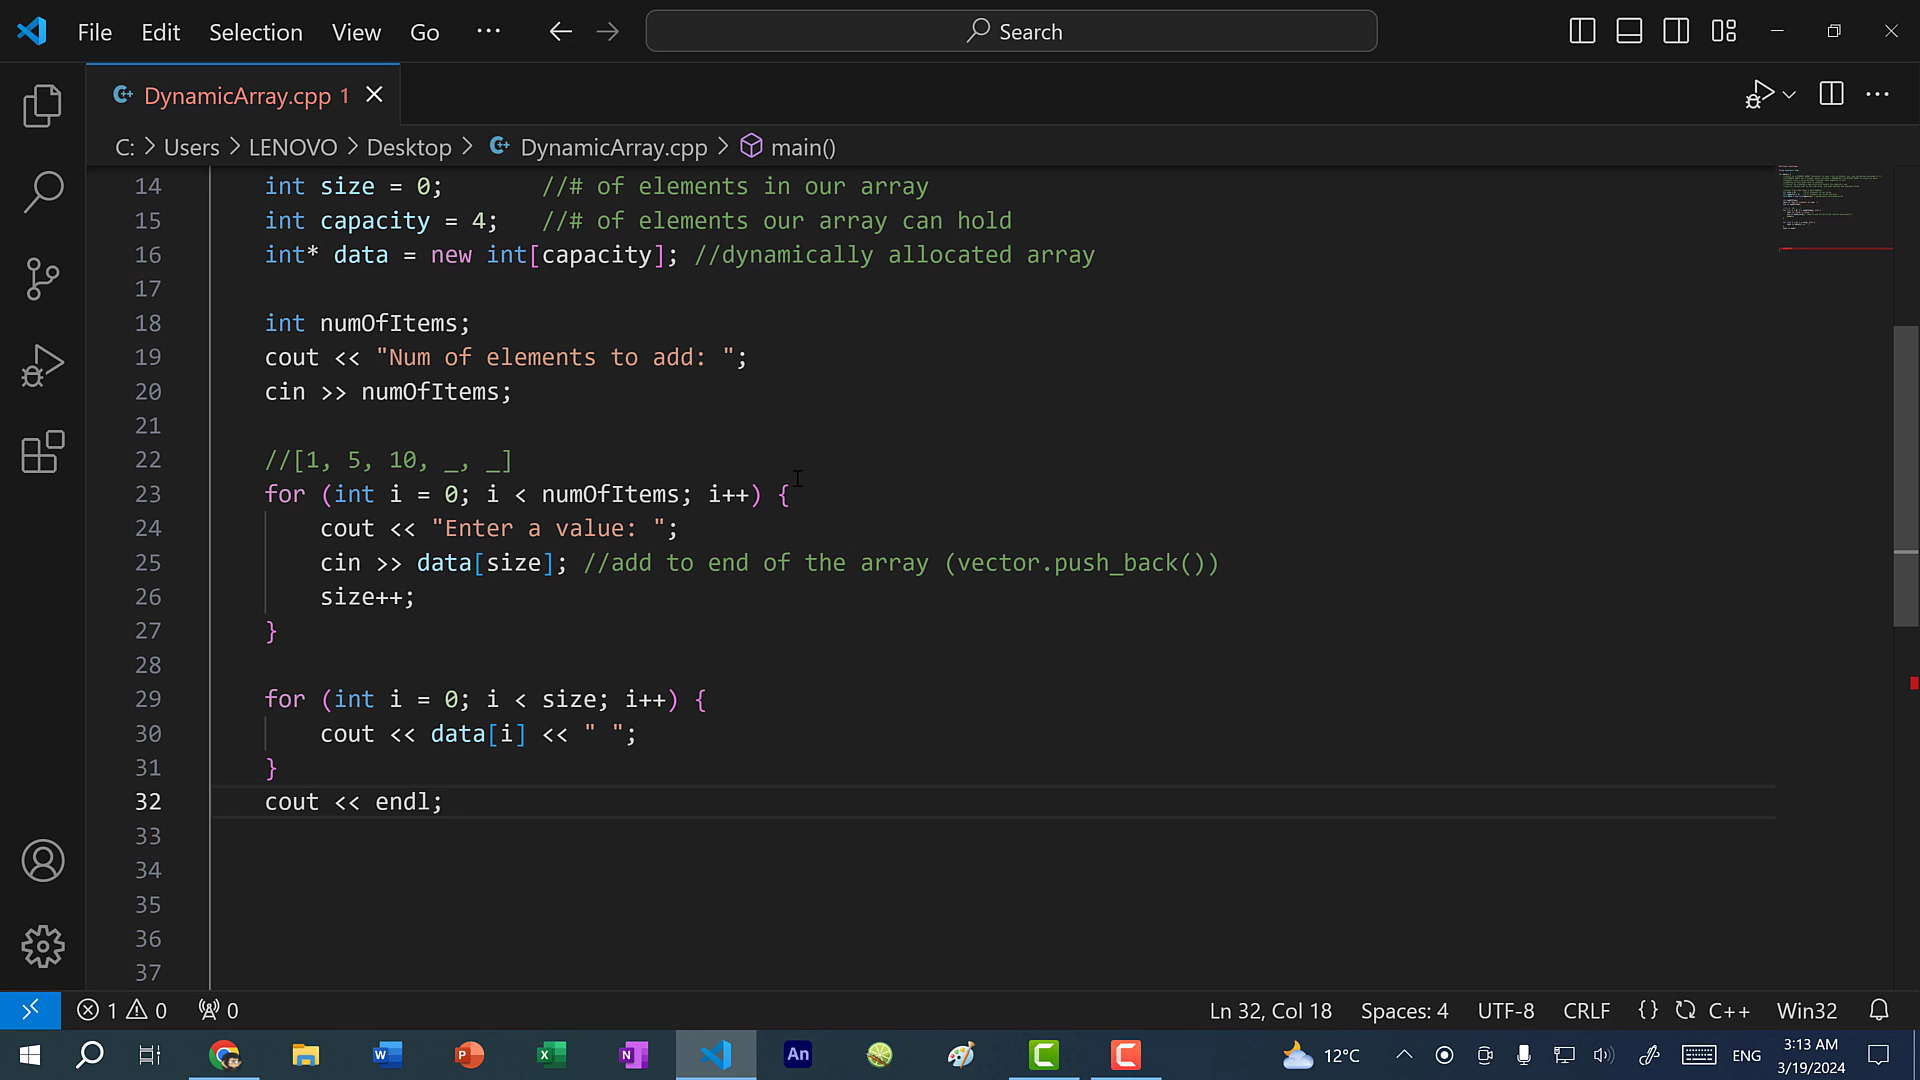 File Edit Selection View Go ··· Search
DynamicArray.cpp 1
C: > Users > LENOVO > Desktop > DynamicArray.cpp > main()
14 int size = 0; //# of elements in our array
15 int capacity = 4; //# of elements our array can hold
16 int* data = new int[capacity]; //dynamically allocated array
17
18 int numOfItems;
19 cout << "Num of elements to add: ";
20 cin >> numOfItems;
21
22 //[1, 5, 10, _, _]
23 for (int i = 0; i < numOfItems; i++) {
24 cout << "Enter a value: ";
25 cin >> data[size]; //add to end of the array (vector.push_back())
26 size++;
27 }
28
29 for (int i = 0; i < size; i++) {
30 cout << data[i] << " ";
31 }
32 cout << endl;
33
34
35
36
37
1 0 0 Ln 32, Col 18 Spaces: 4 UTF-8 CRLF {} C++ Win32
W P X N An C C 12°C ENG 3:13 AM
3/19/2024